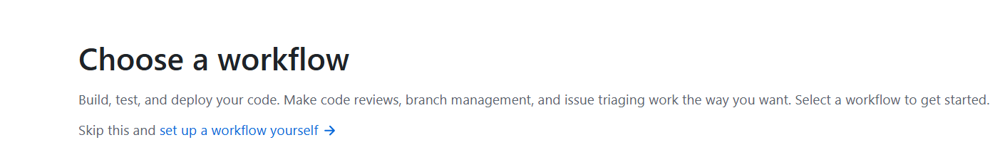 Choose a workflow
Build, test, and deploy your code. Make code reviews, branch management, and issue triaging work the way you want. Select a workflow to get started.
Skip this and set up a workflow yourself →